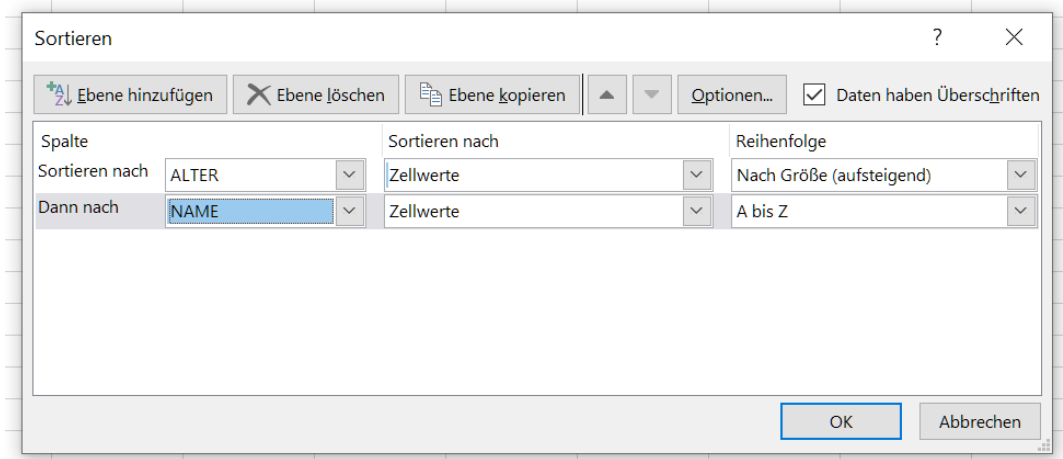 Sortieren ?
Ebene hinzufügen Ebene löschen Ebene kopieren Optionen... Daten haben Überschriften
Spalte Sortieren nach Reihenfolge
Sortieren nach ALTER Zellwerte Nach Größe (aufsteigend)
Dann nach NAME Zellwerte A bis Z
OK Abbrechen